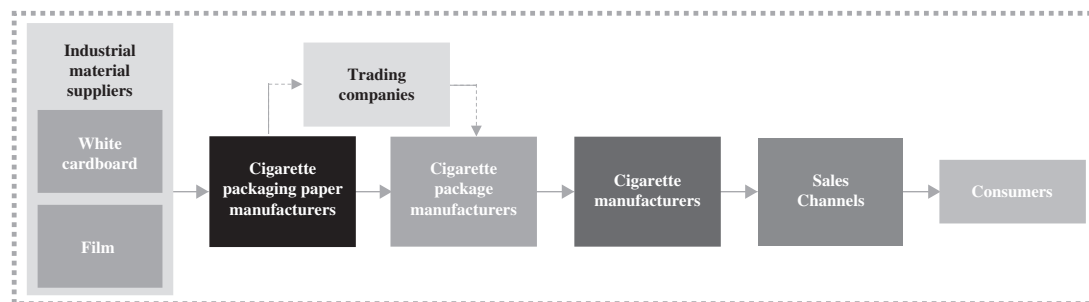 Industrial
material
suppliers
White
cardboard
Film
Trading
companies
Cigarette
packaging paper
manufacturers
Cigarette
package
manufacturers
Cigarette
manufacturers
Sales
Channels
Consumers